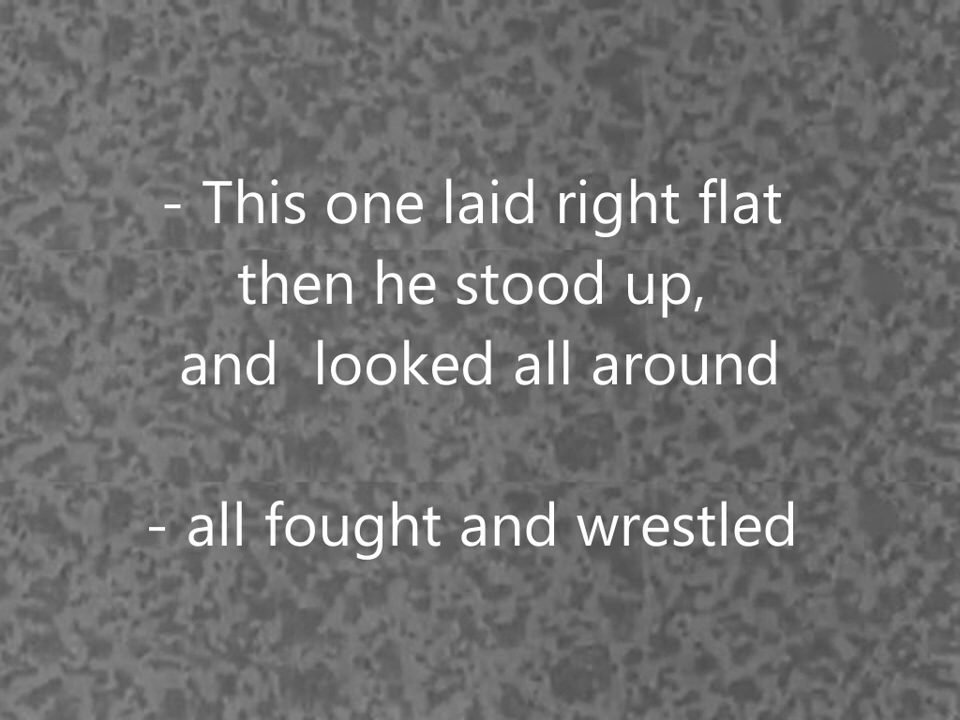 - This one laid right flat
then he stood up,
and  looked all around
- all fought and wrestled